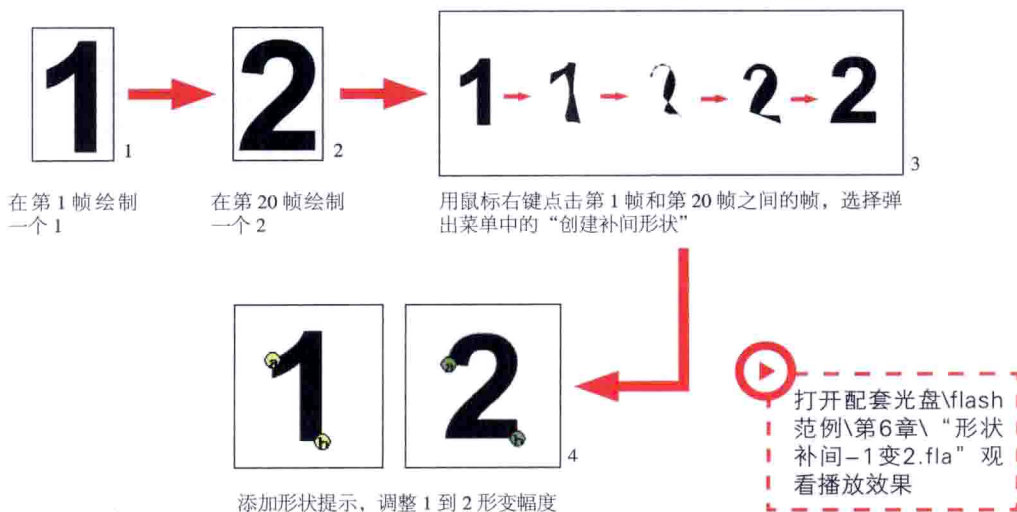 1
1
2
2
1 1 2 2 2
3
在第 1 帧绘制
一个 1
在第 20 帧绘制
一个 2
用鼠标右键点击第 1 帧和第 20 帧之间的帧，选择弹
出菜单中的“创建补间形状”
1
a
b
2
a
b
4
添加形状提示，调整 1 到 2 形变幅度
打开配套光盘\flash
范例\第6章\“形状
补间–1变2.fla”观
看播放效果